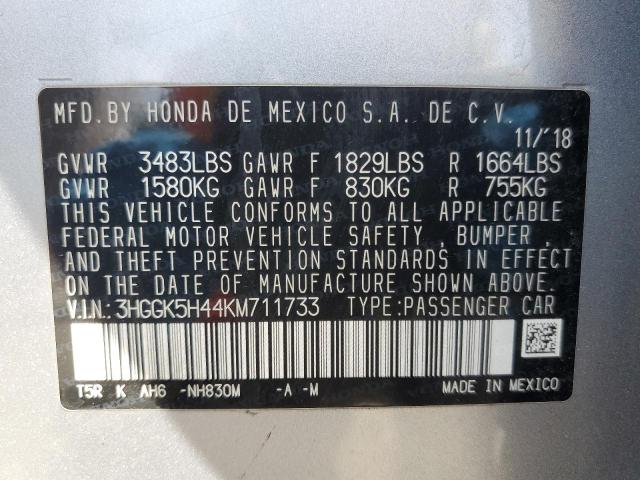 MFD.BY HONDA DE MEXICO S.A. DE C.V.
11/'18
GVWR 3483LBS GAWR F 1829LBS R 1664LBS
GVWR 1580KG GAWR F 830KG R 755KG
THIS VEHICLE CONFORMS TO ALL APPLICABLE
FEDERAL MOTOR VEHICLE SAFETY , BUMPER ,
AND THEFT PREVENTION STANDARDS IN EFFECT
ON THE DATE OF MANUFACTURE SHOWN ABOVE.
V.I.N.: 3HGGK5H44KM711733 TYPE:PASSENGER CAR
T5R K AH6 -NH830M -A -M
MADE IN MEXICO